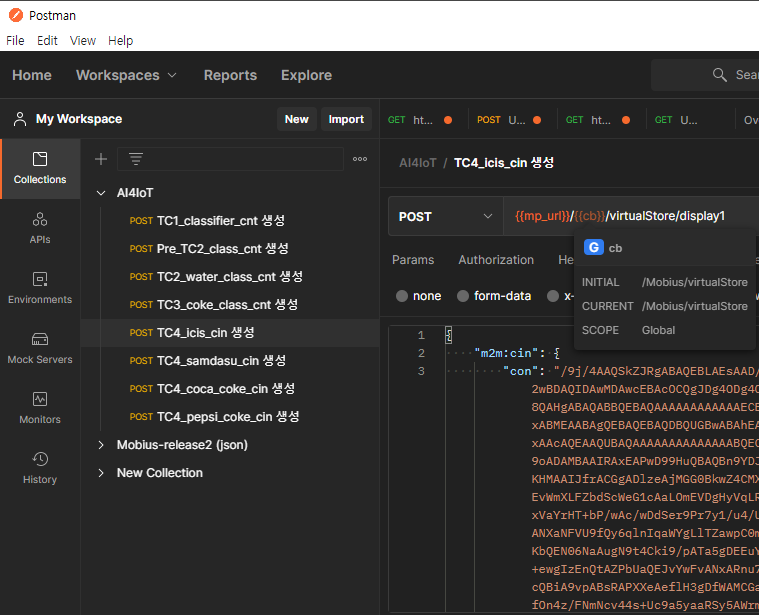 Postman
File Edit View Help
Home Workspaces Reports Explore
My Workspace New Import
GET ht... POST U... GET ht... GET U... Ov
Collections
APIs
Environments
Mock Servers
Monitors
History
AI4IoT
POST TC1_classifier_cnt 생성
POST Pre_TC2_class_cnt 생성
POST TC2_water_class_cnt 생성
POST TC3_coke_class_cnt 생성
POST TC4_icis_cin 생성
POST TC4_samdasu_cin 생성
POST TC4_coca_coke_cin 생성
POST TC4_pepsi_coke_cin 생성
Mobius-release2 (json)
New Collection
AI4IoT / TC4_icis_cin 생성
POST {{mp_url}}/{{cb}}/virtualStore/display1
G cb
INITIAL /Mobius/virtualStore
CURRENT /Mobius/virtualStore
SCOPE Global
Params Authorization He
none form-data x-
1 {
2 "m2m:cin": {
3 "con": "/9j/4AAQSkZJRgABAQEBLAEsAAD/
2wBDAQIDAwMDAwcEBAcOCQgJDg4ODg4O
8QAHgABAQABBQEBAQAAAAAAAAAAAAECE
xABMEAABAgQEBAQEBAQDBQUGBwABAhEA
xAAcAQEAAQUBAQAAAAAAAAAAAAABQEC
9oADAMBAAIRAxEAPwD99HuQBAQBn9YDJ
KHMAAIJfrACGgADlzeAjMGG0BkwZ4CMX
EvWmXLFZbdScWeG1cAaLOmEVDgHyVqLR
xVaYrHT+bP/wAc/wDdSer9Pr7y1/u4/U
ANXaNFVU9fQy6qlnIqaWYgLlTZawpC0m
KbQEN06NaAugN9t4Cki9/pATa5gDEEuY
+ewgIzEnQtAZPbUaQEJvYwFvANxARnu7
cQBiA9vpABsRAPXXeAeflH3gDfWAMCGa
fOn4z/FNmNcv44s+Uc9a5yaaRSy5AWrm